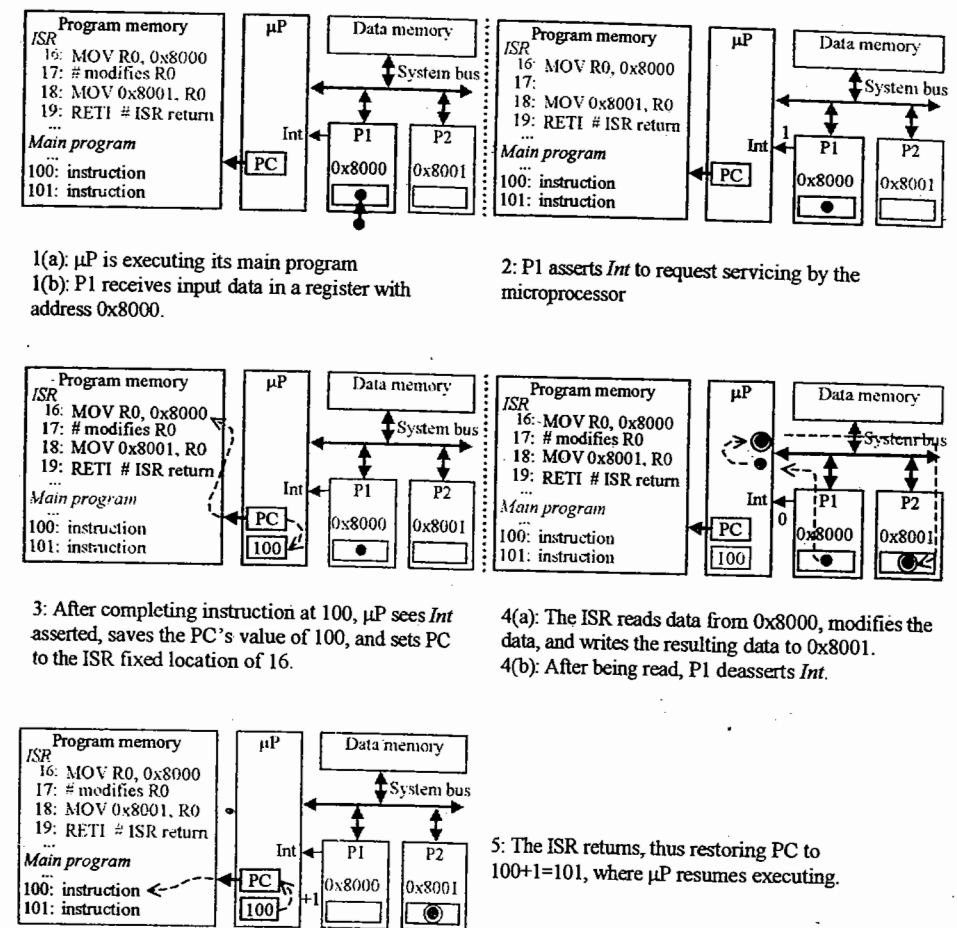 Program memory
ISR
16: MOV R0, 0x8000
17: # modifies R0
18: MOV 0x8001, R0
19: RETI # ISR return
...
Main program
...
100: instruction
101: instruction
µP
Int
PC
Data memory
System bus
P1
0x8000
P2
0x8001
1(a): µP is executing its main program
1(b): P1 receives input data in a register with
address 0x8000.
Program memory
ISR
16: MOV R0, 0x8000
17:
18: MOV 0x8001, R0
19: RETI # ISR return
...
Main program
...
100: instruction
101: instruction
µP
Int
1
PC
Data memory
System bus
P1
0x8000
P2
0x8001
2: P1 asserts Int to request servicing by the
microprocessor
Program memory
ISR
16: MOV R0, 0x8000
17: # modifies R0
18: MOV 0x8001, R0
19: RETI # ISR return
...
Main program
...
100: instruction
101: instruction
µP
Int
PC
100
Data memory
System bus
P1
0x8000
P2
0x8001
3: After completing instruction at 100, µP sees Int
asserted, saves the PC's value of 100, and sets PC
to the ISR fixed location of 16.
Program memory
ISR
16: MOV R0, 0x8000
17: # modifies R0
18: MOV 0x8001, R0
19: RETI # ISR return
...
Main program
...
100: instruction
101: instruction
µP
Int
0
PC
100
Data memory
System bus
P1
0x8000
P2
0x8001
4(a): The ISR reads data from 0x8000, modifies the
data, and writes the resulting data to 0x8001.
4(b): After being read, P1 deasserts Int.
Program memory
ISR
16: MOV R0, 0x8000
17: # modifies R0
18: MOV 0x8001, R0
19: RETI # ISR return
...
Main program
...
100: instruction
101: instruction
µP
Int
PC
100
+1
Data memory
System bus
P1
0x8000
P2
0x8001
5: The ISR returns, thus restoring PC to
100+1=101, where µP resumes executing.